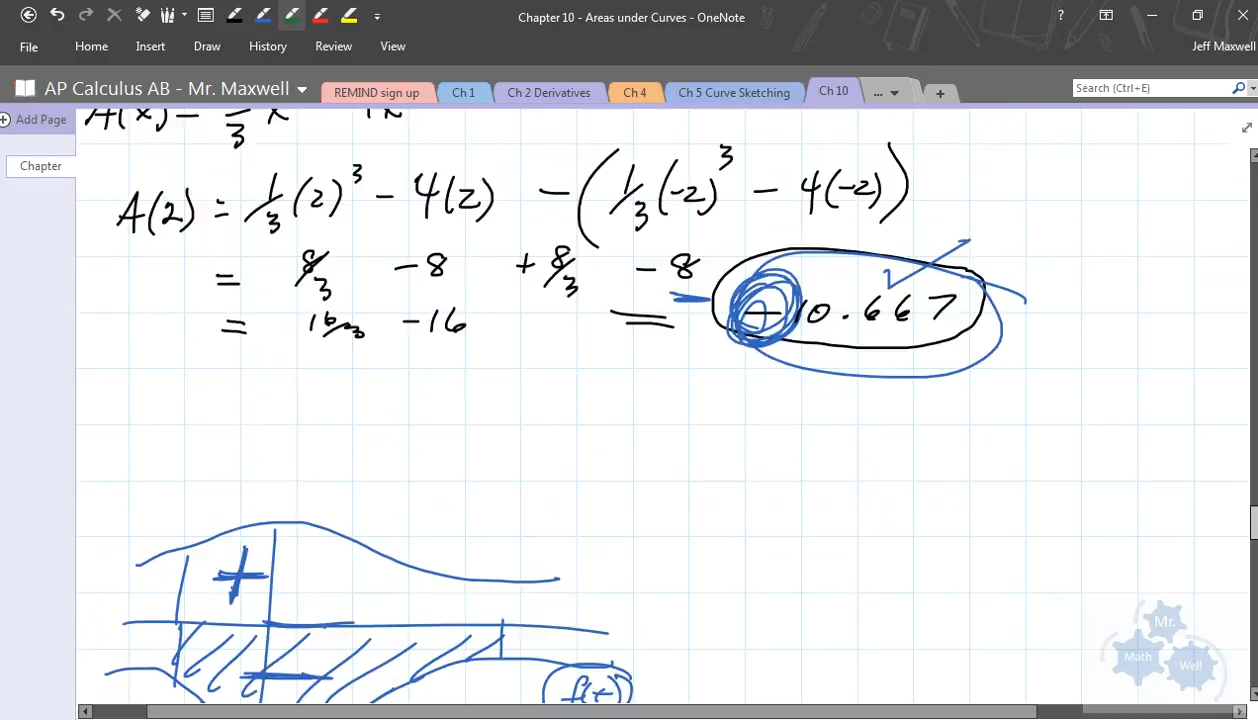 Chapter 10 - Areas under Curves - OneNote
?
File Home Insert Draw History Review View
Jeff Maxwell
AP Calculus AB - Mr. Maxwell
REMIND sign up Ch 1 Ch 2 Derivatives Ch 4 Ch 5 Curve Sketching Ch 10 ... +
Search (Ctrl+E)
Add Page
Chapter
A(2) = 1/3 (2)^3 - 4(2) - (1/3 (-2)^3 - 4(-2))
= 8/3 - 8 + 8/3 - 8
= 16/3 - 16 = -10.667
+
−
f(t)
Mr.
Math
Well